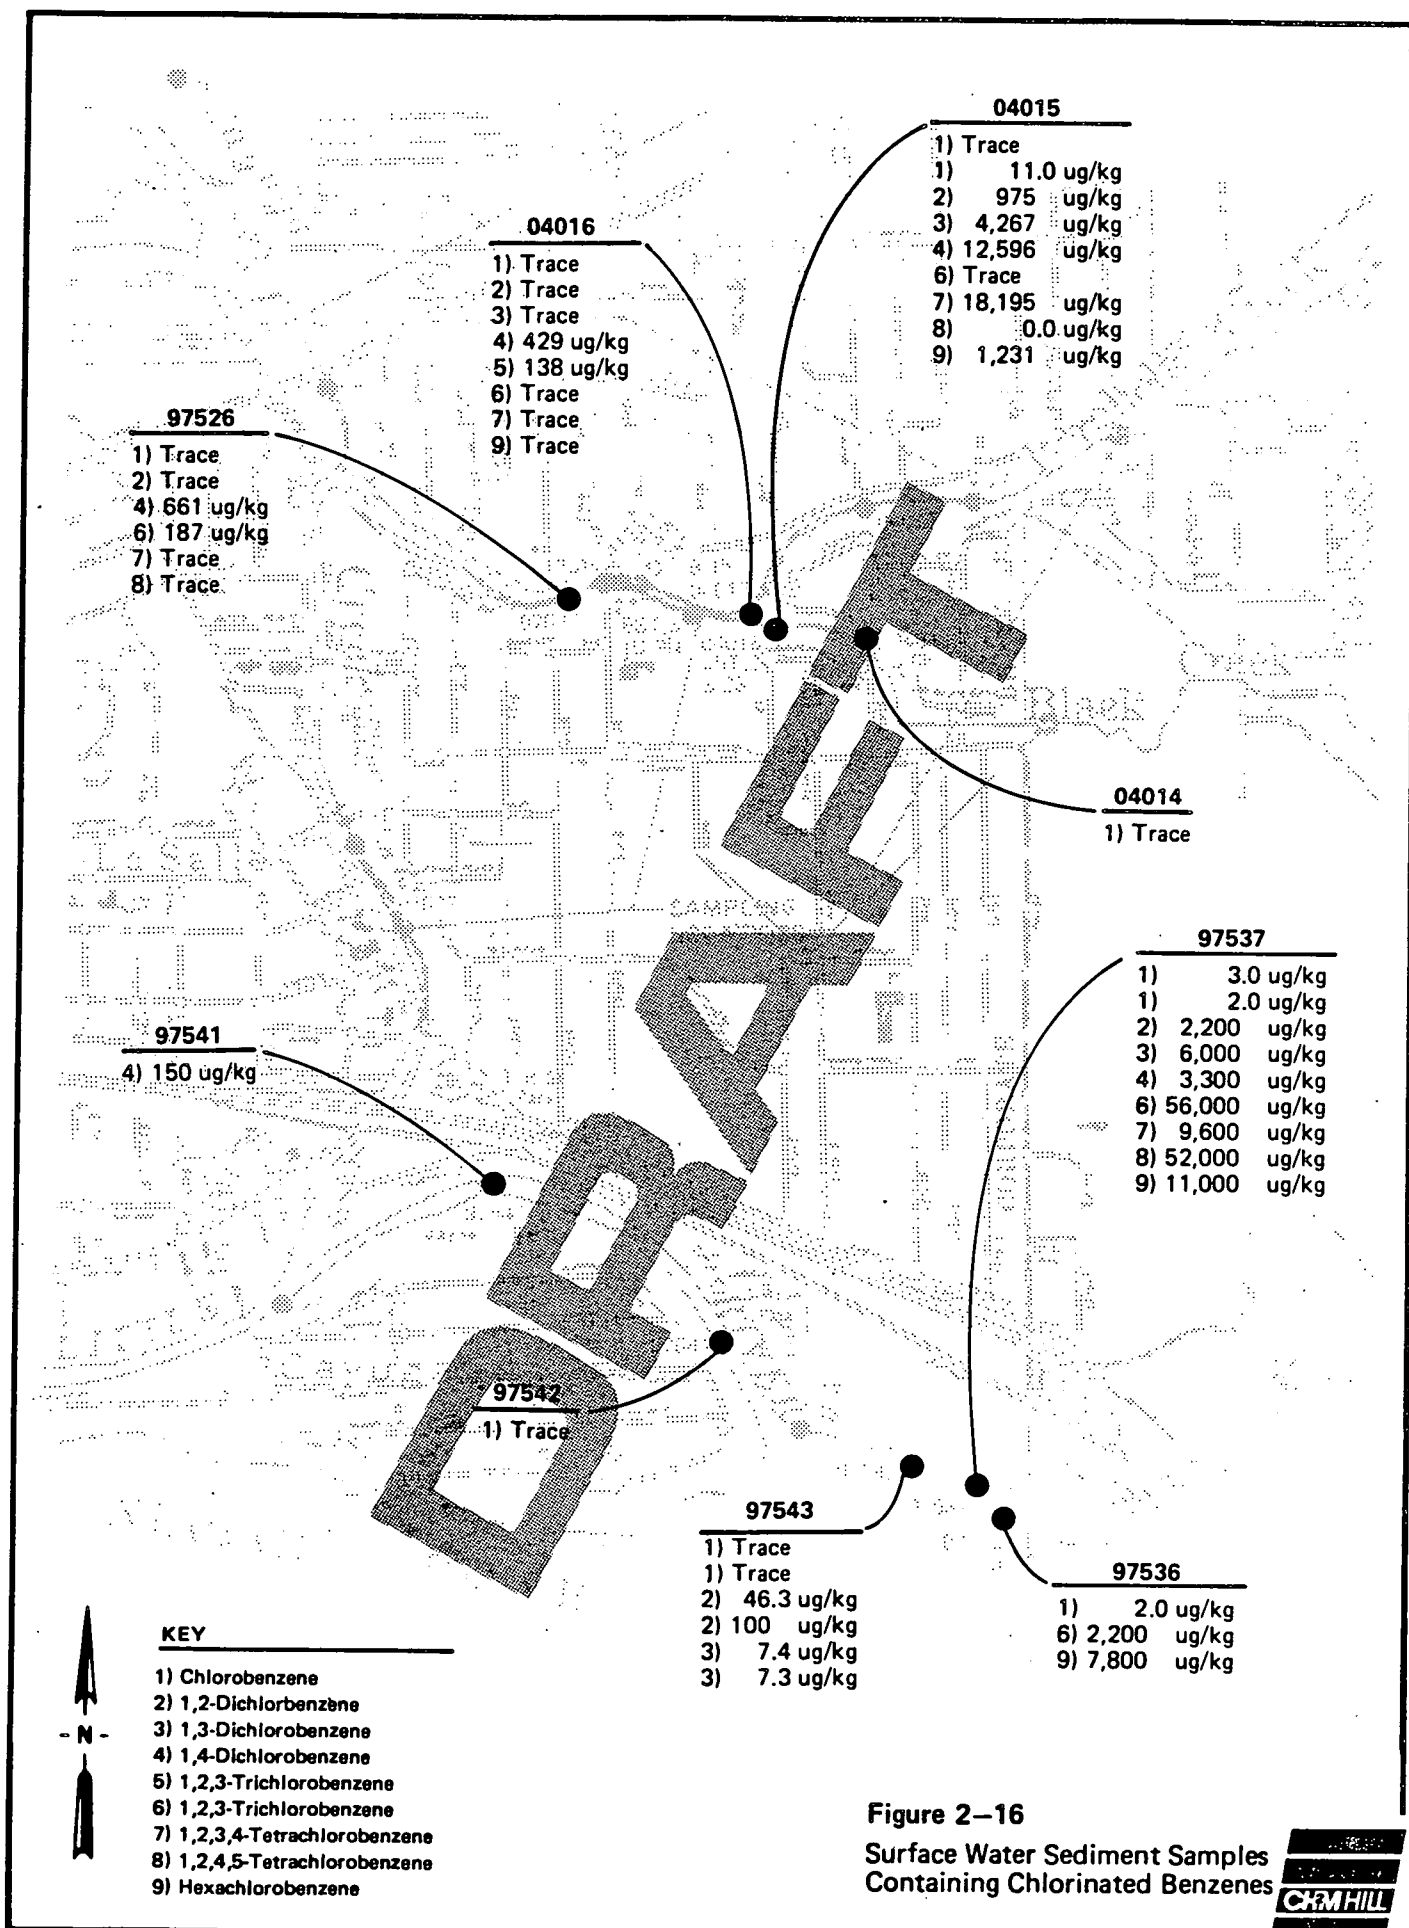 04015
1) Trace
1) 11.0 ug/kg
2) 975 ug/kg
3) 4,267 ug/kg
4) 12,596 ug/kg
6) Trace
7) 18,195 ug/kg
8) 0.0 ug/kg
9) 1,231 ug/kg
04016
1) Trace
2) Trace
3) Trace
4) 429 ug/kg
5) 138 ug/kg
6) Trace
7) Trace
9) Trace
97526
1) Trace
2) Trace
4) 661 ug/kg
6) 187 ug/kg
7) Trace
8) Trace
Black Creek
04014
1) Trace
LaSalle
CAMPLING
DRAFT
97537
1) 3.0 ug/kg
1) 2.0 ug/kg
2) 2,200 ug/kg
3) 6,000 ug/kg
4) 3,300 ug/kg
6) 56,000 ug/kg
7) 9,600 ug/kg
8) 52,000 ug/kg
9) 11,000 ug/kg
97541
4) 150 ug/kg
97542
1) Trace
97543
1) Trace
1) Trace
2) 46.3 ug/kg
2) 100 ug/kg
3) 7.4 ug/kg
3) 7.3 ug/kg
97536
1) 2.0 ug/kg
6) 2,200 ug/kg
9) 7,800 ug/kg
- N -
KEY
1) Chlorobenzene
2) 1,2-Dichlorbenzene
3) 1,3-Dichlorobenzene
4) 1,4-Dichlorobenzene
5) 1,2,3-Trichlorobenzene
6) 1,2,3-Trichlorobenzene
7) 1,2,3,4-Tetrachlorobenzene
8) 1,2,4,5-Tetrachlorobenzene
9) Hexachlorobenzene
Figure 2–16
Surface Water Sediment Samples
Containing Chlorinated Benzenes
CH2M HILL